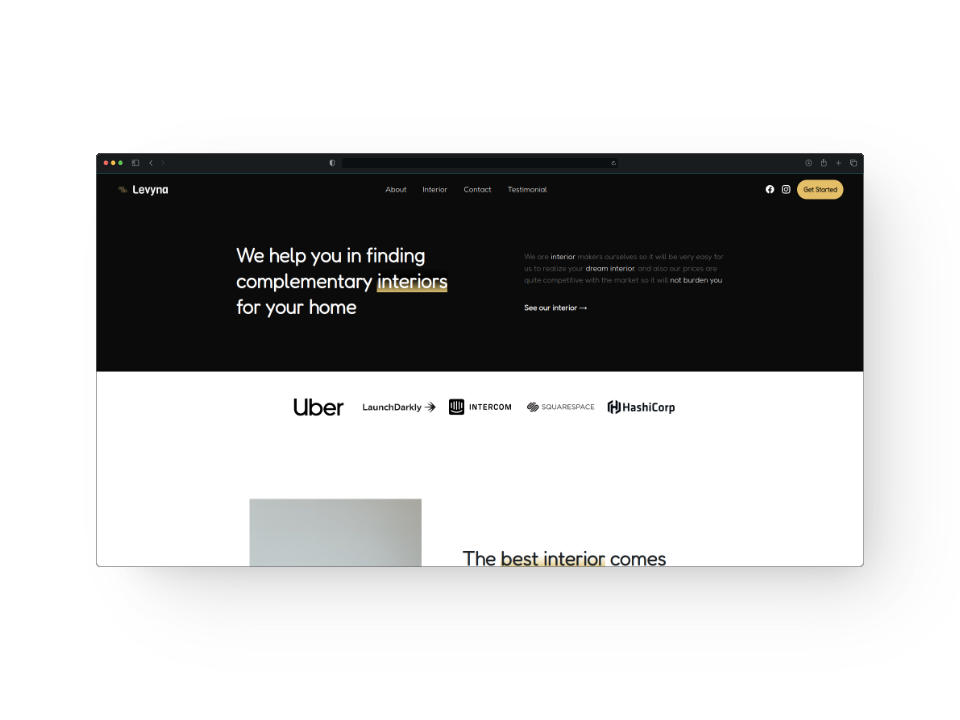 Levyna
About
Interior
Contact
Testimonial
Get Started
We help you in finding
complementary interiors
for your home
We are interior makers ourselves so it will be very easy for
us to realize your dream interior, and also our prices are
quite competitive with the market so it will not burden you
See our interior →
Uber
LaunchDarkly
INTERCOM
SQUARESPACE
HashiCorp
The best interior comes